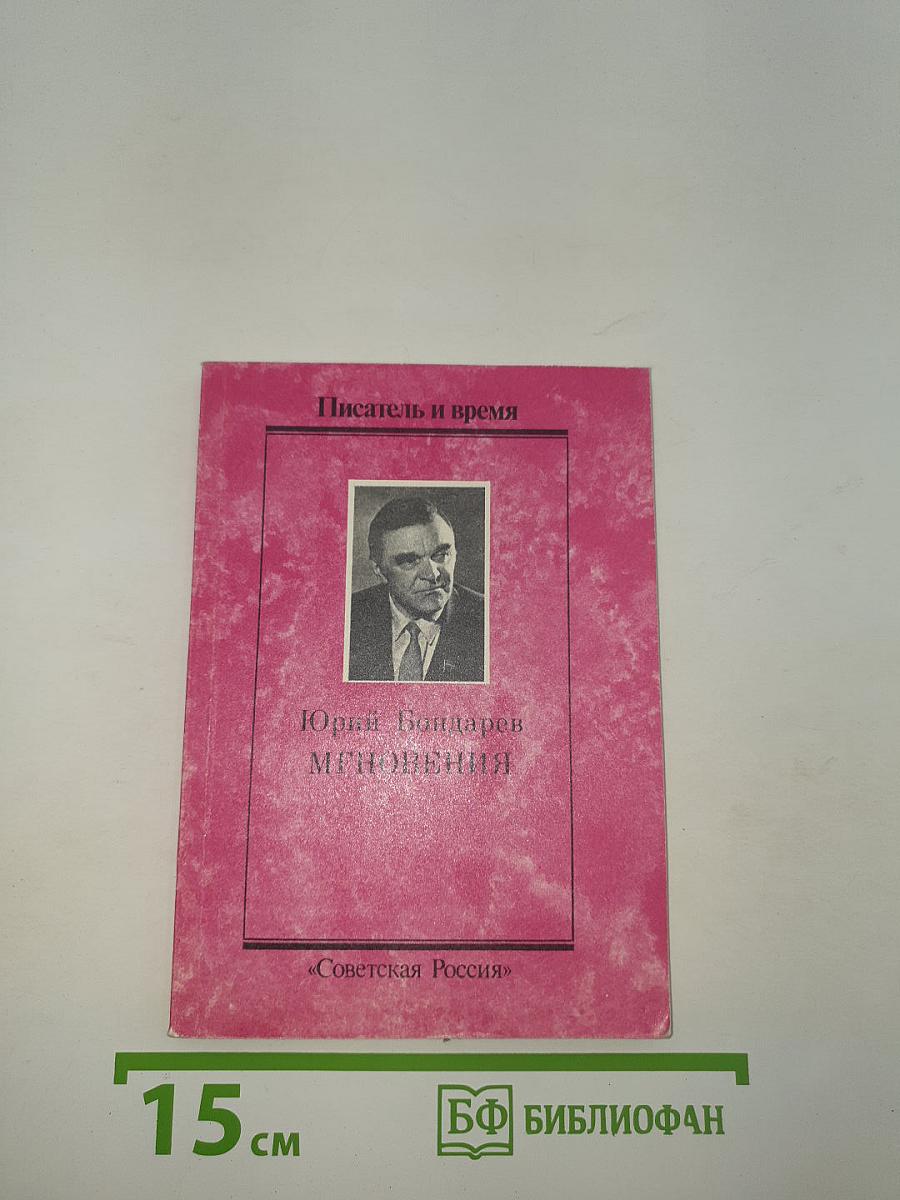 Писатель и время
Юрий Бондарев
МГНОВЕНИЯ
«Советская Россия»
15 см
БФ БИБЛИОФАН